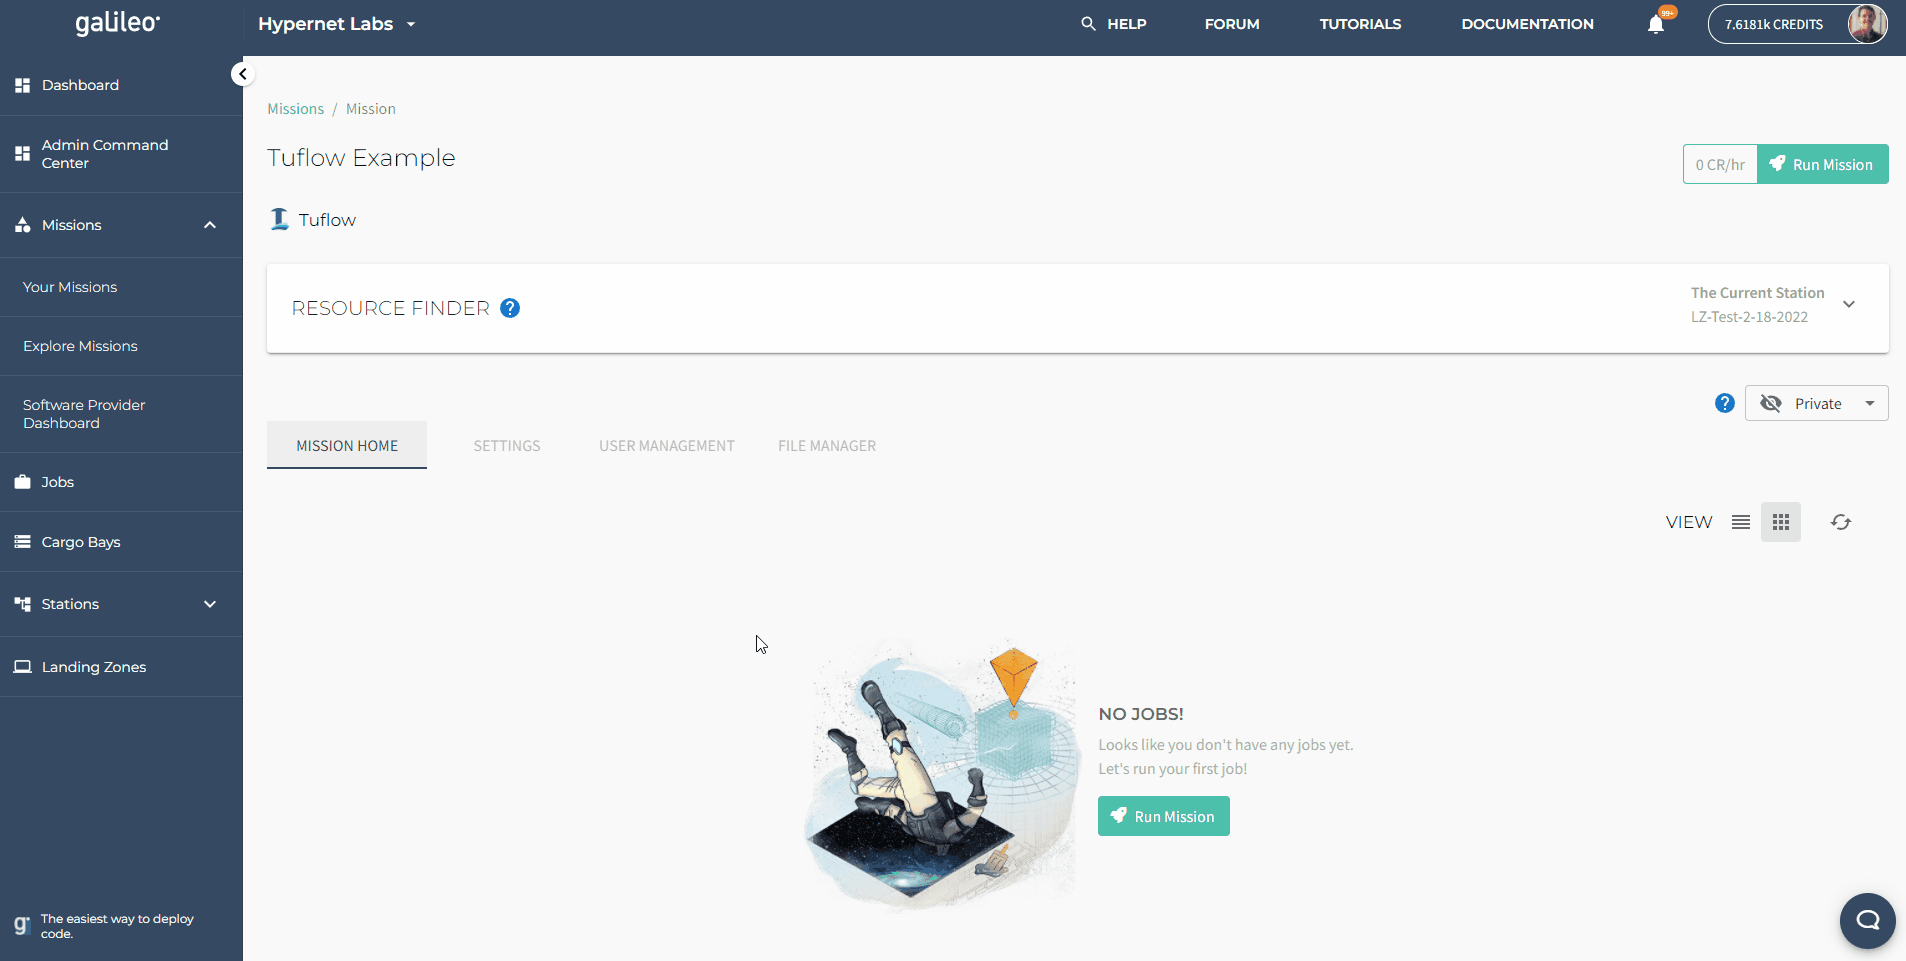 galileo
Hypernet Labs
HELP
FORUM
TUTORIALS
DOCUMENTATION
99+
7.6181k CREDITS
Dashboard
Admin Command
Center
Missions
Your Missions
Explore Missions
Software Provider
Dashboard
Jobs
Cargo Bays
Stations
Landing Zones
g
The easiest way to deploy
code.
Missions / Mission
Tuflow Example
0 CR/hr
Run Mission
Tuflow
RESOURCE FINDER ?
The Current Station
LZ-Test-2-18-2022
? Private
MISSION HOME
SETTINGS
USER MANAGEMENT
FILE MANAGER
VIEW
NO JOBS!
Looks like you don't have any jobs yet.
Let's run your first job!
Run Mission